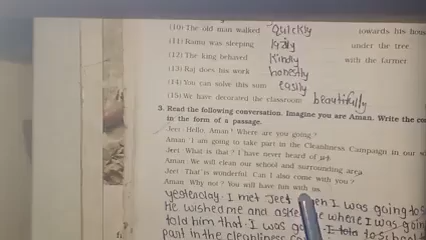 (10) The old man walked Quickly towards his hous
(11) Ramu was sleeping under the tree
(12) The king behaved Kindly with the farmer
(13) Raj does his work honestly
(14) You can solve this sum easily
(15) We have decorated the classroom beautifully
3. Read the following conversation. Imagine you are Aman. Write the co
in the form of a passage.
Jeet : Hello, Aman ! Where are you going ?
Aman : I am going to take part in the Cleanliness Campaign in our
Jeet : What is that ? I have never heard of it.
Aman : We will clean our school and surrounding area.
Jeet : That is wonderful. Can I also come with you ?
Aman : Why not ? You will have fun with us.
yesterday. I met Jeet when I was going to s
He wished me and aske where I was goin
told him that I was go to
part in the cleanliness